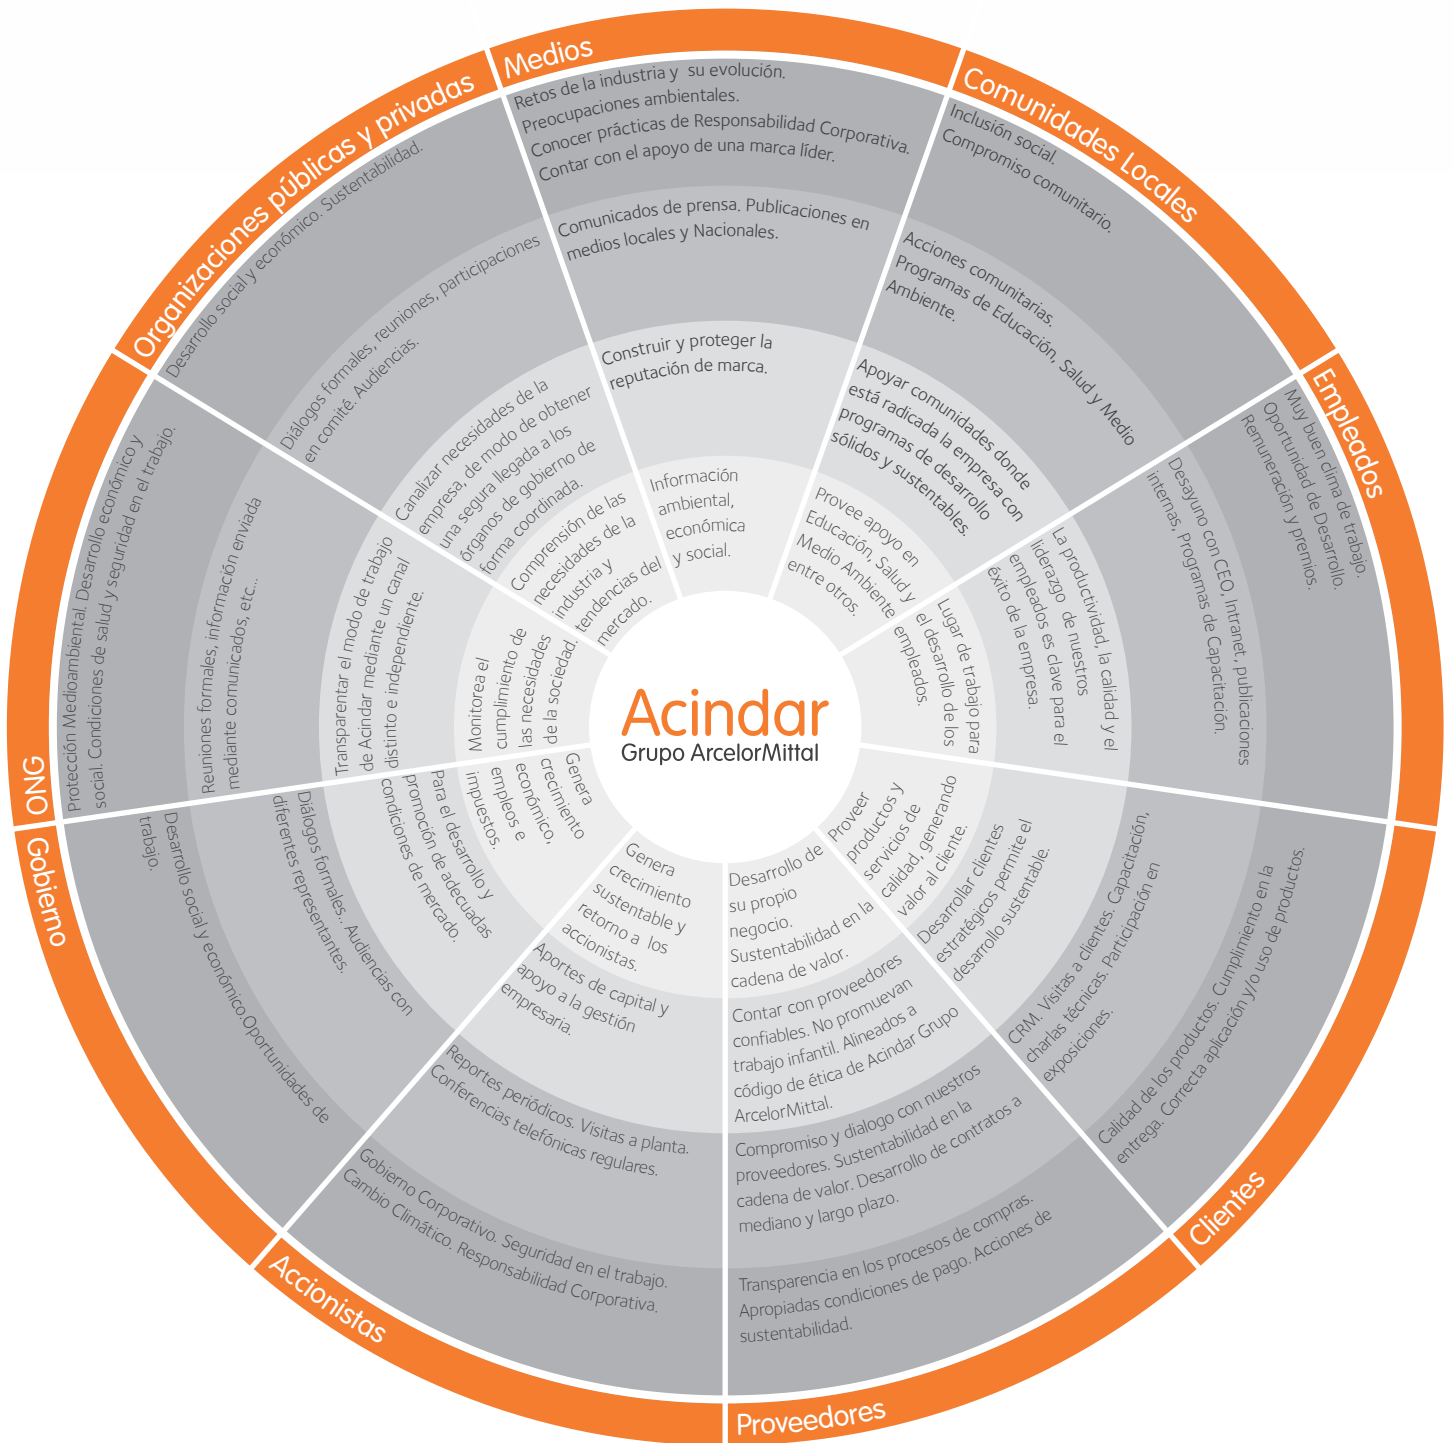 Medios
Retos de la industria y  su evolución.
Preocupaciones ambientales.
Conocer prácticas de Responsabilidad Corporativa.
Contar con el apoyo de una marca líder.
Comunicados de prensa. Publicaciones en
medios locales y Nacionales.
Construir y proteger la
reputación de marca.
Información
ambiental,
económica
y social.
Comunidades Locales
Inclusión social.
Compromiso comunitario.
Acciones comunitarias.
Programas de Educación, Salud y Medio
Ambiente.
Apoyar comunidades donde
está radicada la empresa con
programas de desarrollo
sólidos y sustentables.
Provee apoyo en
Educación, Salud y
Medio Ambiente
entre otros.
Empleados
Muy buen clima de trabajo.
Oportunidad de Desarrollo.
Remuneración y premios.
Desayuno con CEO, Intranet, publicaciones
internas, Programas de Capacitación.
La productividad, la calidad y el
liderazgo  de nuestros
empleados es clave para el
éxito de la empresa.
Lugar de trabajo para
el desarrollo de los
empleados.
Clientes
Calidad de los productos. Cumplimiento en la
entrega. Correcta aplicación y/o uso de productos.
CRM. Visitas a clientes. Capacitación,
charlas técnicas. Participación en
exposiciones.
Desarrollar clientes
estratégicos permite el
desarrollo sustentable.
Proveer
productos y
servicios de
calidad, generando
valor al cliente.
Proveedores
Desarrollo de
su propio
negocio.
Sustentabilidad en la
cadena de valor.
Contar con proveedores
confiables. No promuevan
trabajo infantil. Alineados a
código de ética de Acindar Grupo
ArcelorMittal.
Compromiso y dialogo con nuestros
proveedores. Sustentabilidad en la
cadena de valor. Desarrollo de contratos a
mediano y largo plazo.
Transparencia en los procesos de compras.
Apropiadas condiciones de pago. Acciones de
sustentabilidad.
Accionistas
Genera
crecimiento
sustentable y
retorno a  los
accionistas.
Aportes de capital y
apoyo a la gestión
empresaria.
Reportes periódicos. Visitas a planta.
Conferencias telefónicas regulares.
Gobierno Corporativo. Seguridad en el trabajo.
Cambio Climático. Responsabilidad Corporativa.
Gobierno
Genera
crecimiento
económico,
empleos e
impuestos.
Para el desarrollo y
promoción de adecuadas
condiciones de mercado.
Diálogos formales... Audiencias con
diferentes representantes.
Desarrollo social y económico.Oportunidades de
trabajo.
ONG
Protección Medioambiental. Desarrollo económico y
social. Condiciones de salud y seguridad en el trabajo.
Reuniones formales, información enviada
mediante comunicados, etc...
Transparentar el modo de trabajo
de Acindar mediante un canal
distinto e independiente.
Monitorea el
cumplimiento de
las necesidades
de la sociedad.
Organizaciones públicas y privadas
Desarrollo social y económico. Sustentabilidad.
Diálogos formales, reuniones, participaciones
en comité. Audiencias.
Canalizar necesidades de la
empresa, de modo de obtener
una segura llegada a los
órganos de gobierno de
forma coordinada.
Comprensión de las
necesidades de la
industria y
tendencias del
mercado.
Acindar
Grupo ArcelorMittal